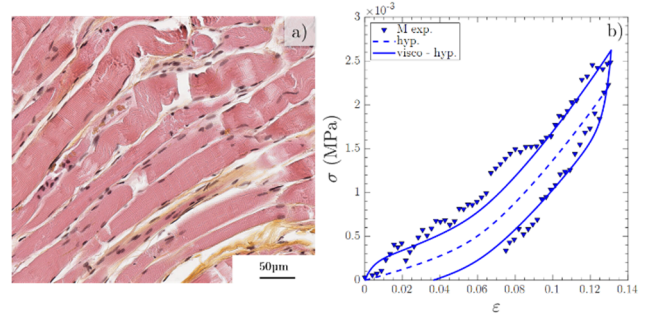 a)
50μm
×10⁻³
b)
M exp.
hyp.
visco - hyp.
σ (MPa)
3
2.5
2
1.5
1
0.5
0
0 0.02 0.04 0.06 0.08 0.10 0.12 0.14
ε